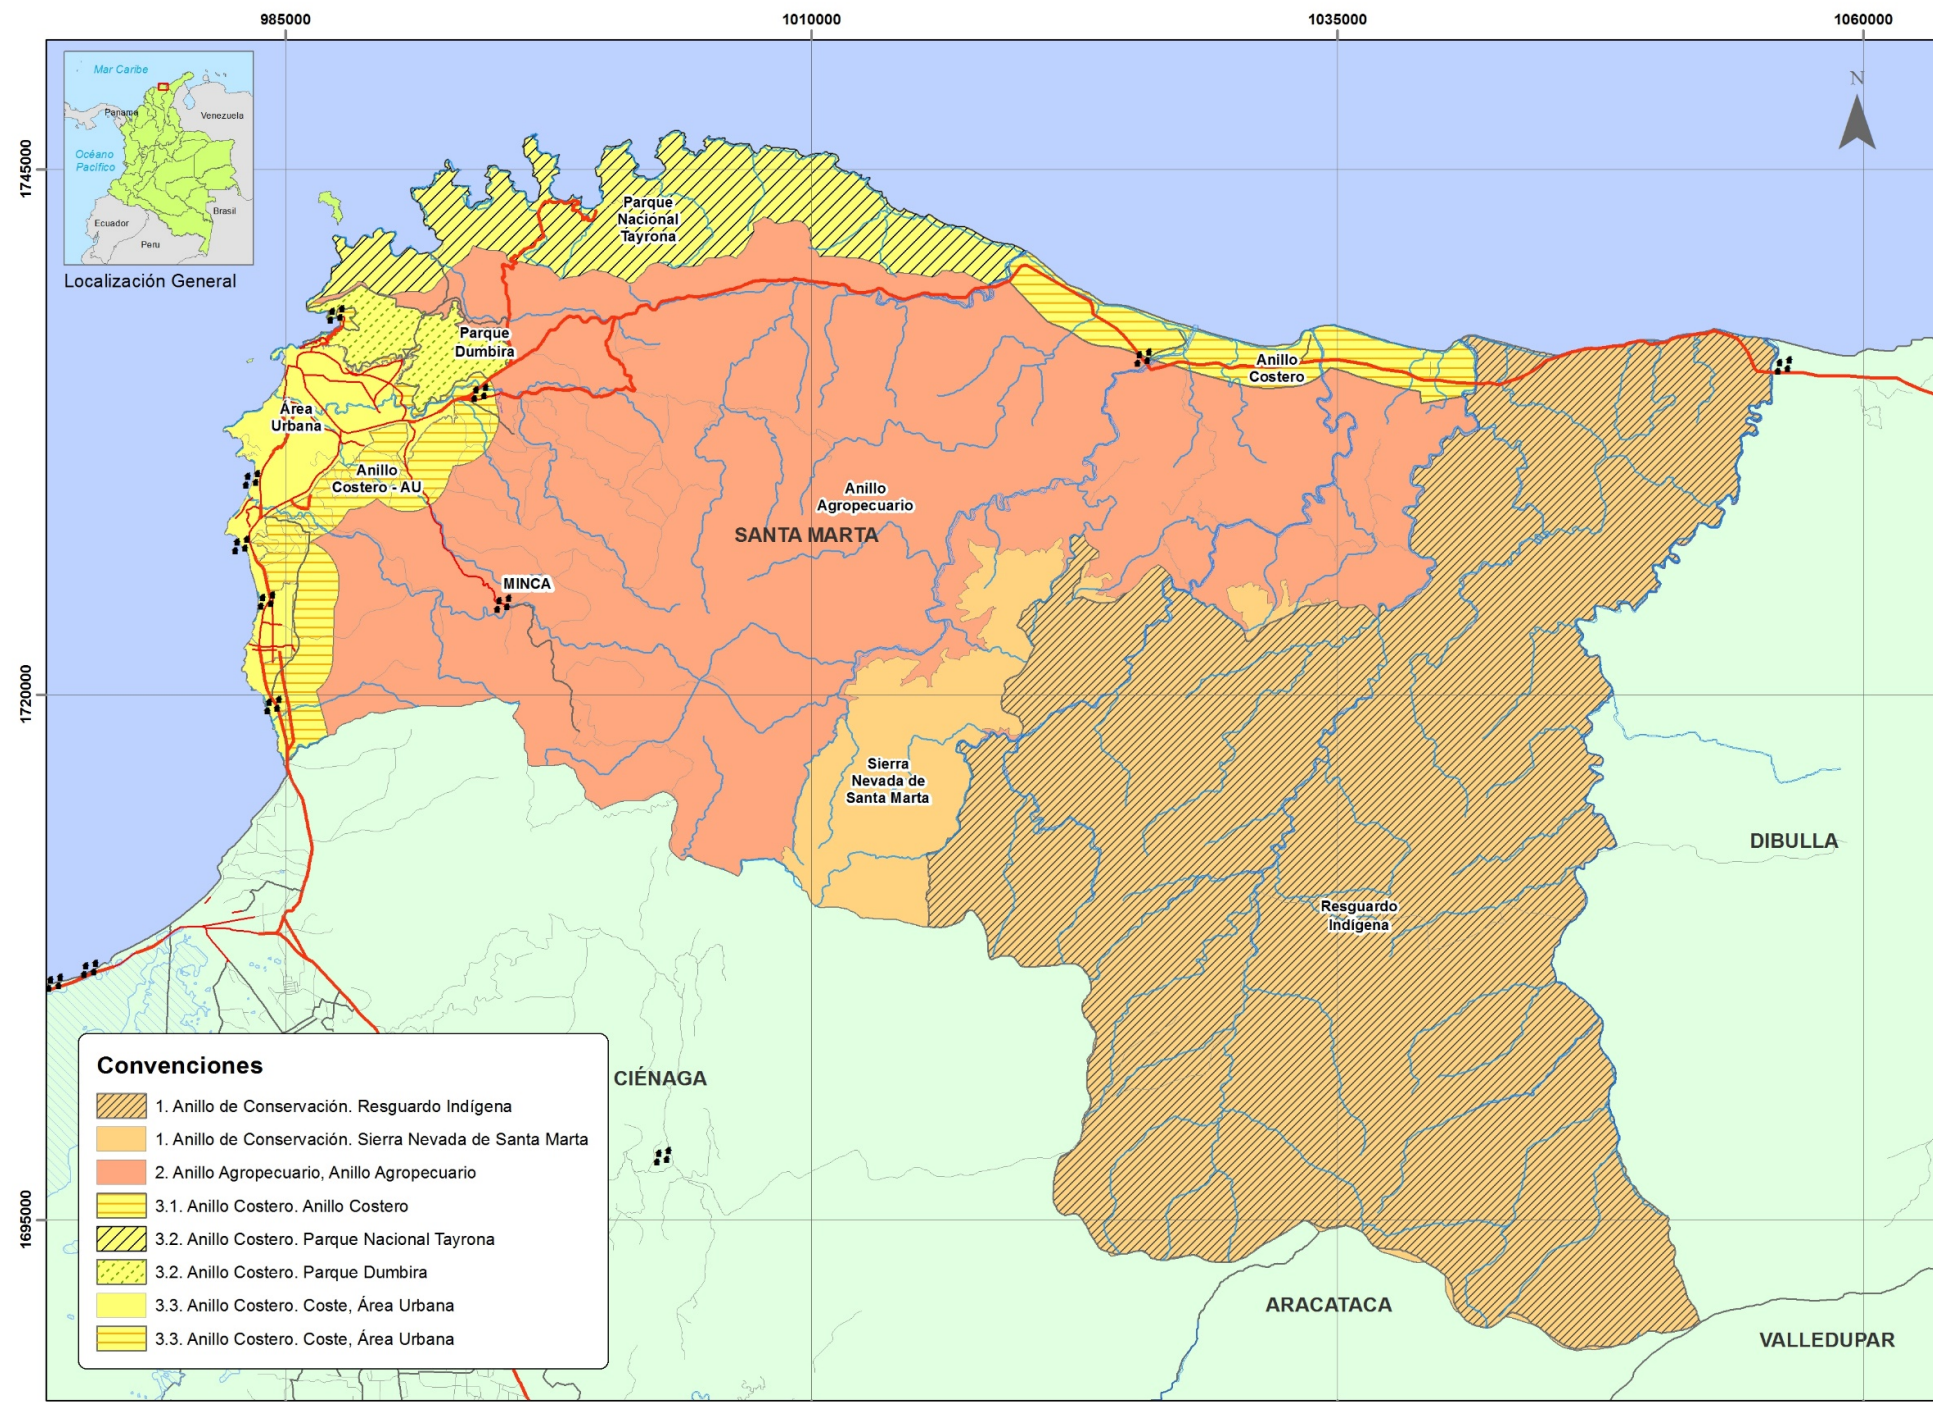 985000
1010000
1035000
1060000
Mar Caribe
Panama
Venezuela
Océano
Pacífico
Ecuador
Brasil
Peru
Localización General
N
1745000
1720000
1695000
Parque
Nacional
Tayrona
Parque
Dumbira
Área
Urbana
Anillo
Costero
Anillo
Costero - AU
Anillo
Agropecuario
SANTA MARTA
MINCA
Sierra
Nevada de
Santa Marta
DIBULLA
Resguardo
Indígena
CIÉNAGA
ARACATACA
VALLEDUPAR
Convenciones
1. Anillo de Conservación. Resguardo Indígena
1. Anillo de Conservación. Sierra Nevada de Santa Marta
2. Anillo Agropecuario, Anillo Agropecuario
3.1. Anillo Costero. Anillo Costero
3.2. Anillo Costero. Parque Nacional Tayrona
3.2. Anillo Costero. Parque Dumbira
3.3. Anillo Costero. Coste, Área Urbana
3.3. Anillo Costero. Coste, Área Urbana